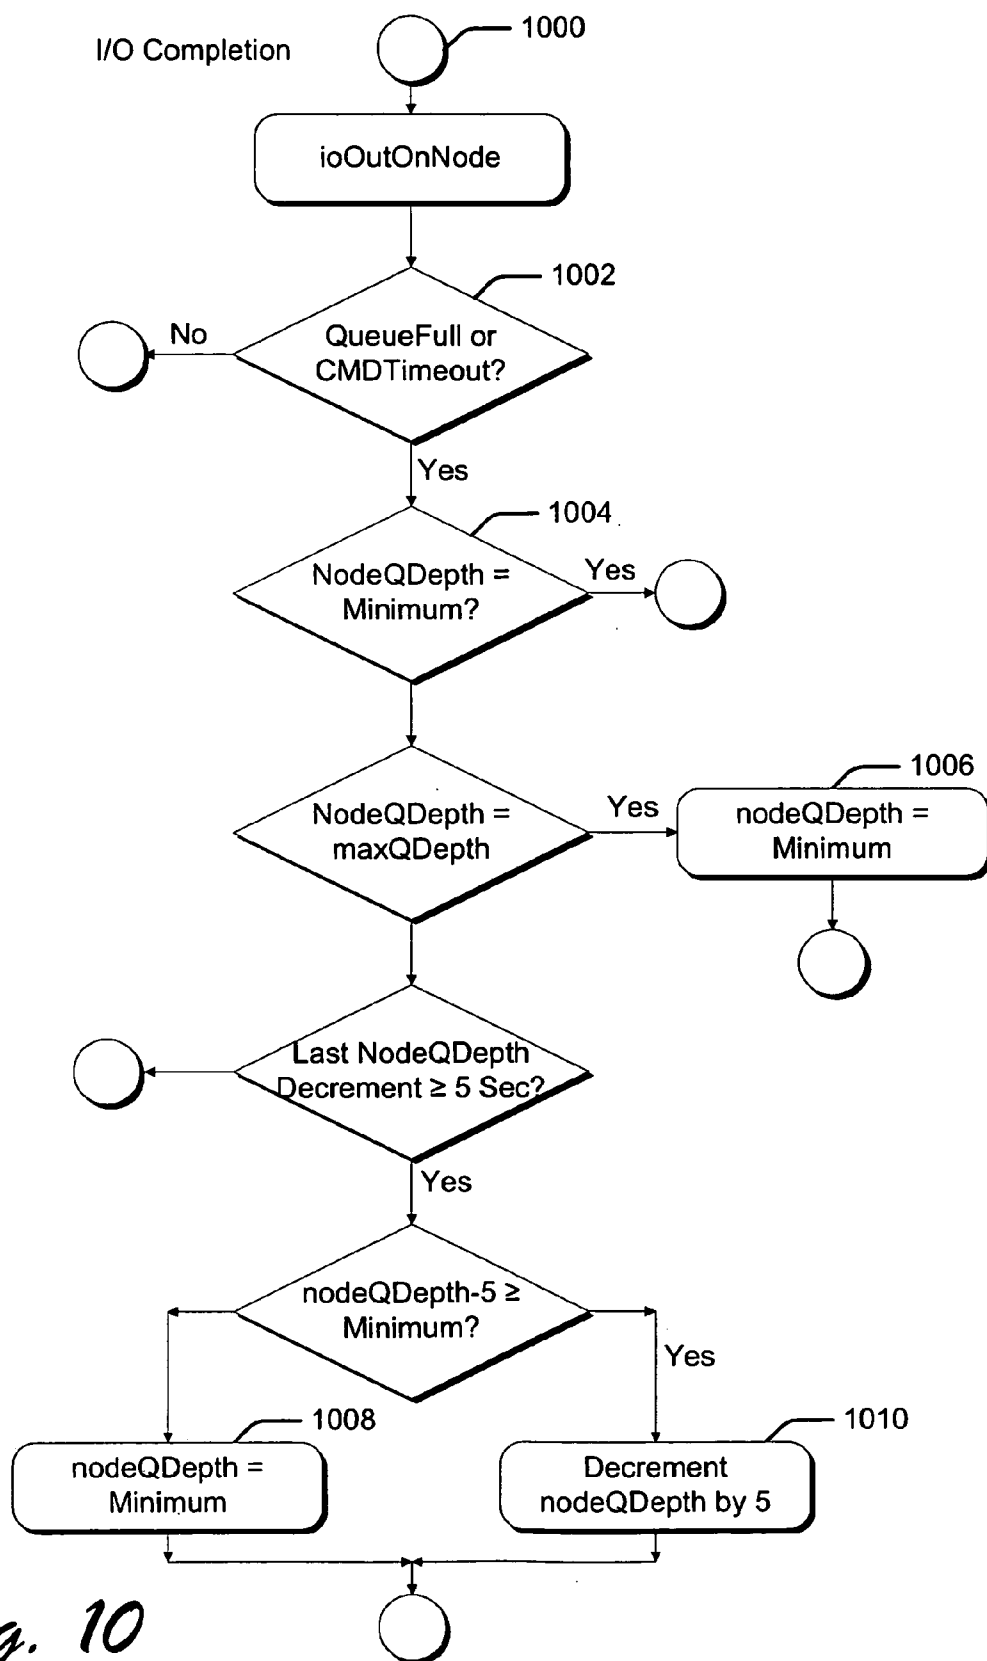 I/O Completion
1000
ioOutOnNode
1002
QueueFull or
CMDTimeout?
No
Yes
1004
NodeQDepth =
Minimum?
Yes
NodeQDepth =
maxQDepth
Yes
1006
nodeQDepth =
Minimum
Last NodeQDepth
Decrement ≥ 5 Sec?
Yes
nodeQDepth-5 ≥
Minimum?
Yes
1008
nodeQDepth =
Minimum
1010
Decrement
nodeQDepth by 5
g. 10